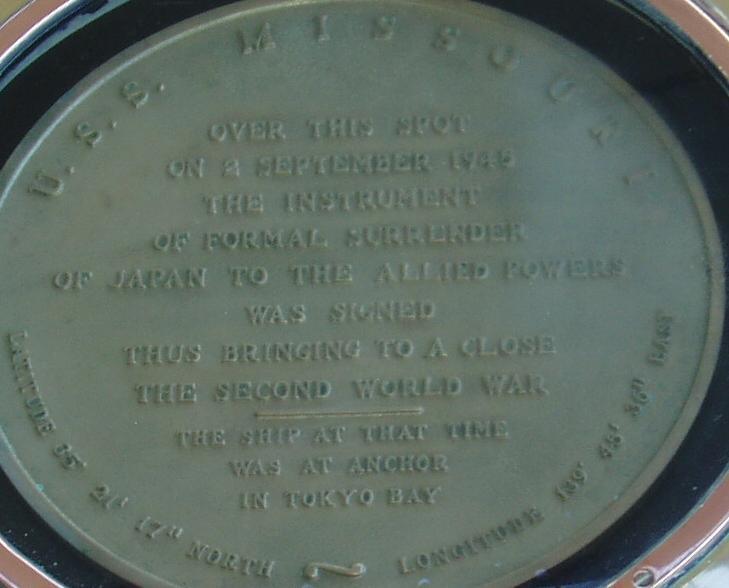 U.S.S. MISSOURI
OVER THIS SPOT
ON 2 SEPTEMBER 1945
THE INSTRUMENT
OF FORMAL SURRENDER
OF JAPAN TO THE ALLIED POWERS
WAS SIGNED
THUS BRINGING TO A CLOSE
THE SECOND WORLD WAR
THE SHIP AT THAT TIME
WAS AT ANCHOR
IN TOKYO BAY
LATITUDE 35° 21' 17" NORTH ~ LONGITUDE 139° 45' 36" EAST